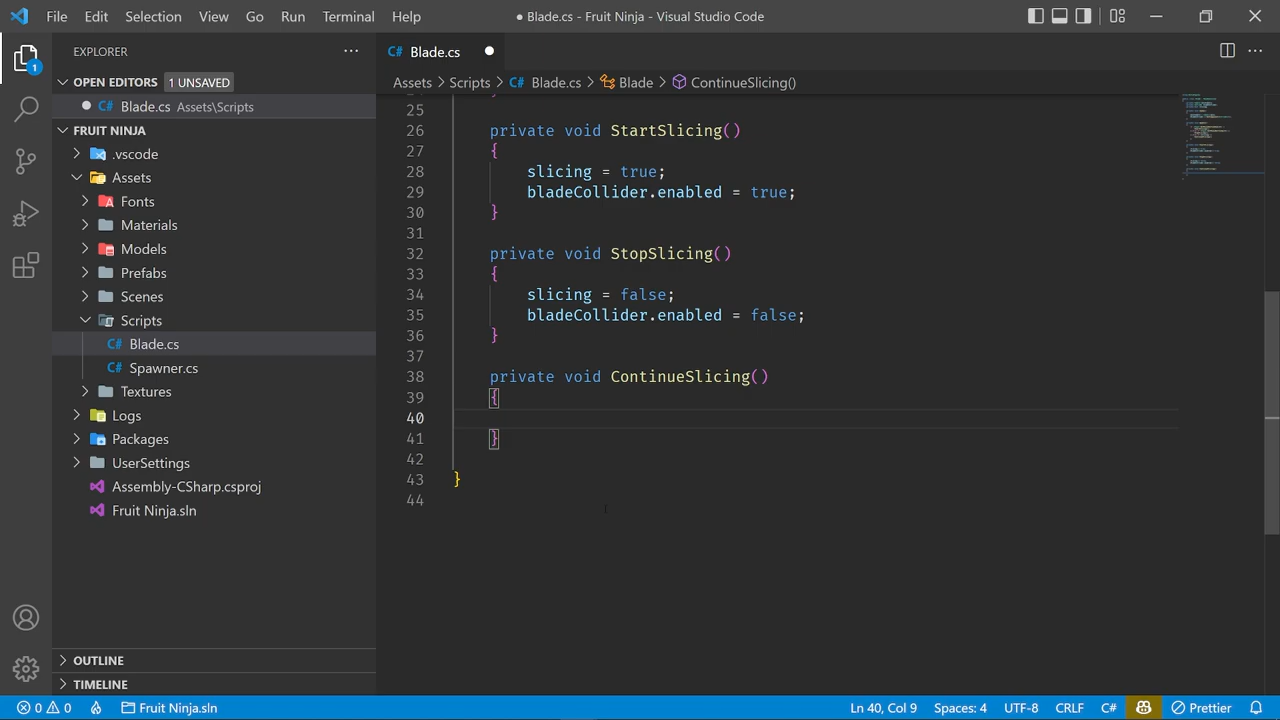 File Edit Selection View Go Run Terminal Help ● Blade.cs - Fruit Ninja - Visual Studio Code
EXPLORER
OPEN EDITORS 1 UNSAVED
● C# Blade.cs Assets\Scripts
FRUIT NINJA
.vscode
Assets
Fonts
Materials
Models
Prefabs
Scenes
Scripts
C# Blade.cs
C# Spawner.cs
Textures
Logs
Packages
UserSettings
Assembly-CSharp.csproj
Fruit Ninja.sln
OUTLINE
TIMELINE
1
C# Blade.cs ●
Assets > Scripts > C# Blade.cs > Blade > ContinueSlicing()
25
26 private void StartSlicing()
27 {
28 slicing = true;
29 bladeCollider.enabled = true;
30 }
31
32 private void StopSlicing()
33 {
34 slicing = false;
35 bladeCollider.enabled = false;
36 }
37
38 private void ContinueSlicing()
39 {
40
41 }
42
43 }
44
0 0 Fruit Ninja.sln Ln 40, Col 9 Spaces: 4 UTF-8 CRLF C# Prettier